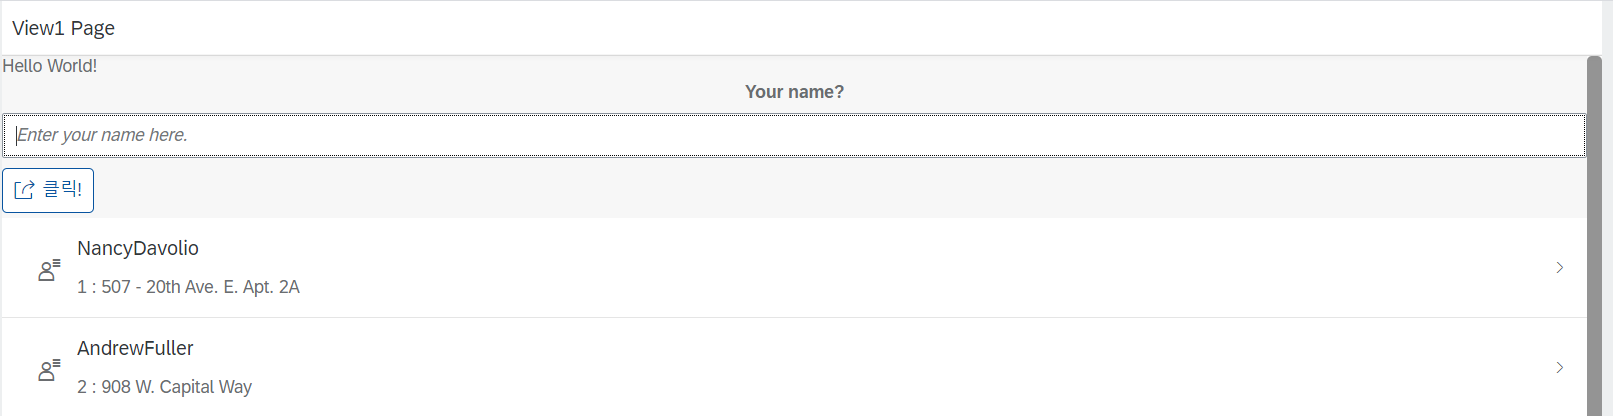 View1 Page
Hello World!
Your name?
Enter your name here.
클릭!
NancyDavolio
1 : 507 - 20th Ave. E. Apt. 2A
AndrewFuller
2 : 908 W. Capital Way